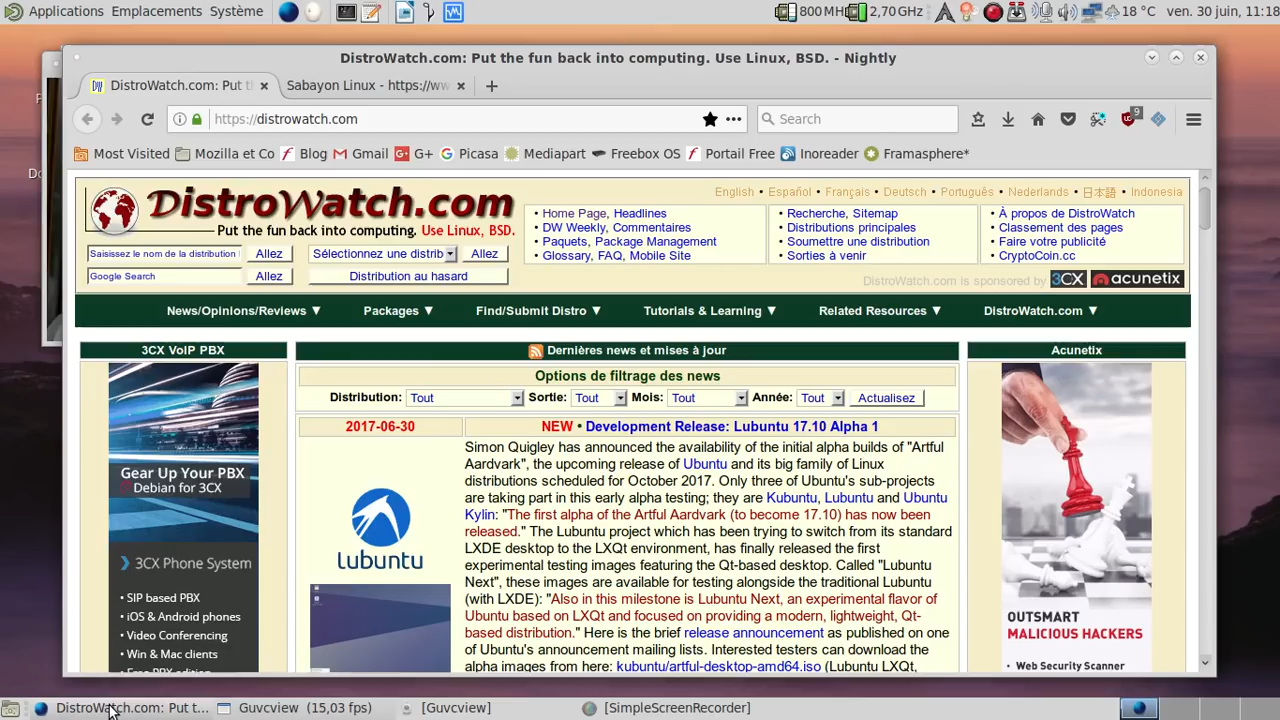 Applications Emplacements Système 800 MH 2,70 GHz 18 °C ven. 30 juin, 11:18
DistroWatch.com: Put the fun back into computing. Use Linux, BSD. - Nightly
DistroWatch.com: Put t Sabayon Linux - https://ww
https://distrowatch.com Search 9
Most Visited Mozilla et Co Blog Gmail G+ Picasa Mediapart Freebox OS Portail Free Inoreader Framasphere*
English • Español • Français • Deutsch • Português • Nederlands • 日本語 • Indonesia
DistroWatch.com
Put the fun back into computing. Use Linux, BSD.
• Home Page, Headlines
• DW Weekly, Commentaires
• Paquets, Package Management
• Glossary, FAQ, Mobile Site
• Recherche, Sitemap
• Distributions principales
• Soumettre une distribution
• Sorties à venir
• À propos de DistroWatch
• Classement des pages
• Faire votre publicité
• CryptoCoin.cc
Saisissez le nom de la distribution Allez Sélectionnez une distrib Allez
Google Search Allez Distribution au hasard
DistroWatch.com is sponsored by 3CX acunetix
News/Opinions/Reviews ▼ Packages ▼ Find/Submit Distro ▼ Tutorials & Learning ▼ Related Resources ▼ DistroWatch.com ▼
3CX VoIP PBX
Gear Up Your PBX
Debian for 3CX
3CX Phone System
• SIP based PBX
• iOS & Android phones
• Video Conferencing
• Win & Mac clients
Dernières news et mises à jour
Options de filtrage des news
Distribution: Tout Sortie: Tout Mois: Tout Année: Tout Actualisez
2017-06-30 NEW • Development Release: Lubuntu 17.10 Alpha 1
lubuntu
Simon Quigley has announced the availability of the initial alpha builds of "Artful
Aardvark", the upcoming release of Ubuntu and its big family of Linux
distributions scheduled for October 2017. Only three of Ubuntu's sub-projects
are taking part in this early alpha testing; they are Kubuntu, Lubuntu and Ubuntu
Kylin: "The first alpha of the Artful Aardvark (to become 17.10) has now been
released." The Lubuntu project which has been trying to switch from its standard
LXDE desktop to the LXQt environment, has finally released the first
experimental testing images featuring the Qt-based desktop. Called "Lubuntu
Next", these images are available for testing alongside the traditional Lubuntu
(with LXDE): "Also in this milestone is Lubuntu Next, an experimental flavor of
Ubuntu based on LXQt and focused on providing a modern, lightweight, Qt-
based distribution." Here is the brief release announcement as published on one
of Ubuntu's announcement mailing lists. Interested testers can download the
alpha images from here: kubuntu/artful-desktop-amd64.iso (Lubuntu LXQt,
Acunetix
OUTSMART
MALICIOUS HACKERS
• Web Security Scanner
DistroWatch.com: Put t... Guvcview (15,03 fps) [Guvcview] [SimpleScreenRecorder]